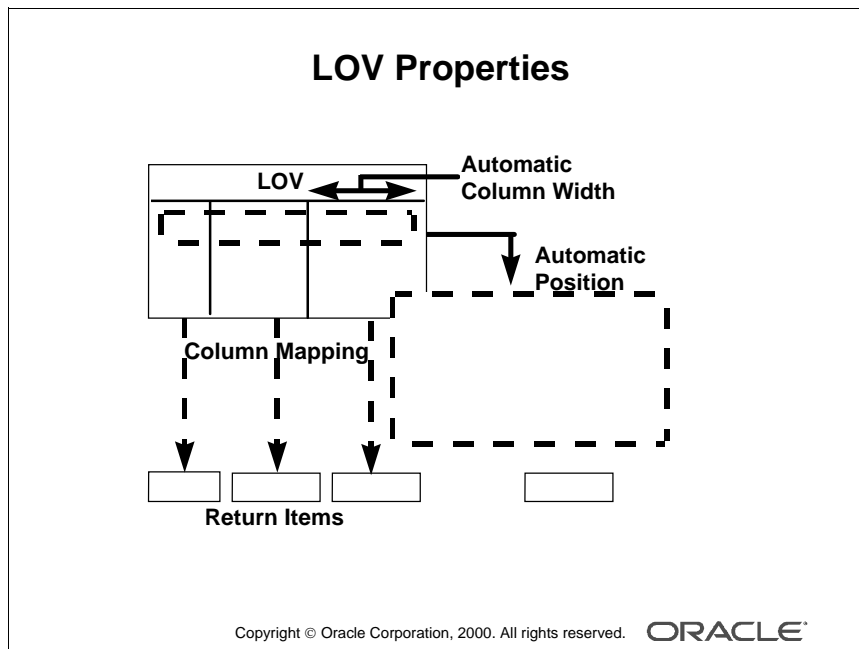 LOV Properties
LOV
Automatic
Column Width
Automatic
Position
Column Mapping
Return Items
Copyright © Oracle Corporation, 2000. All rights reserved.
ORACLE®